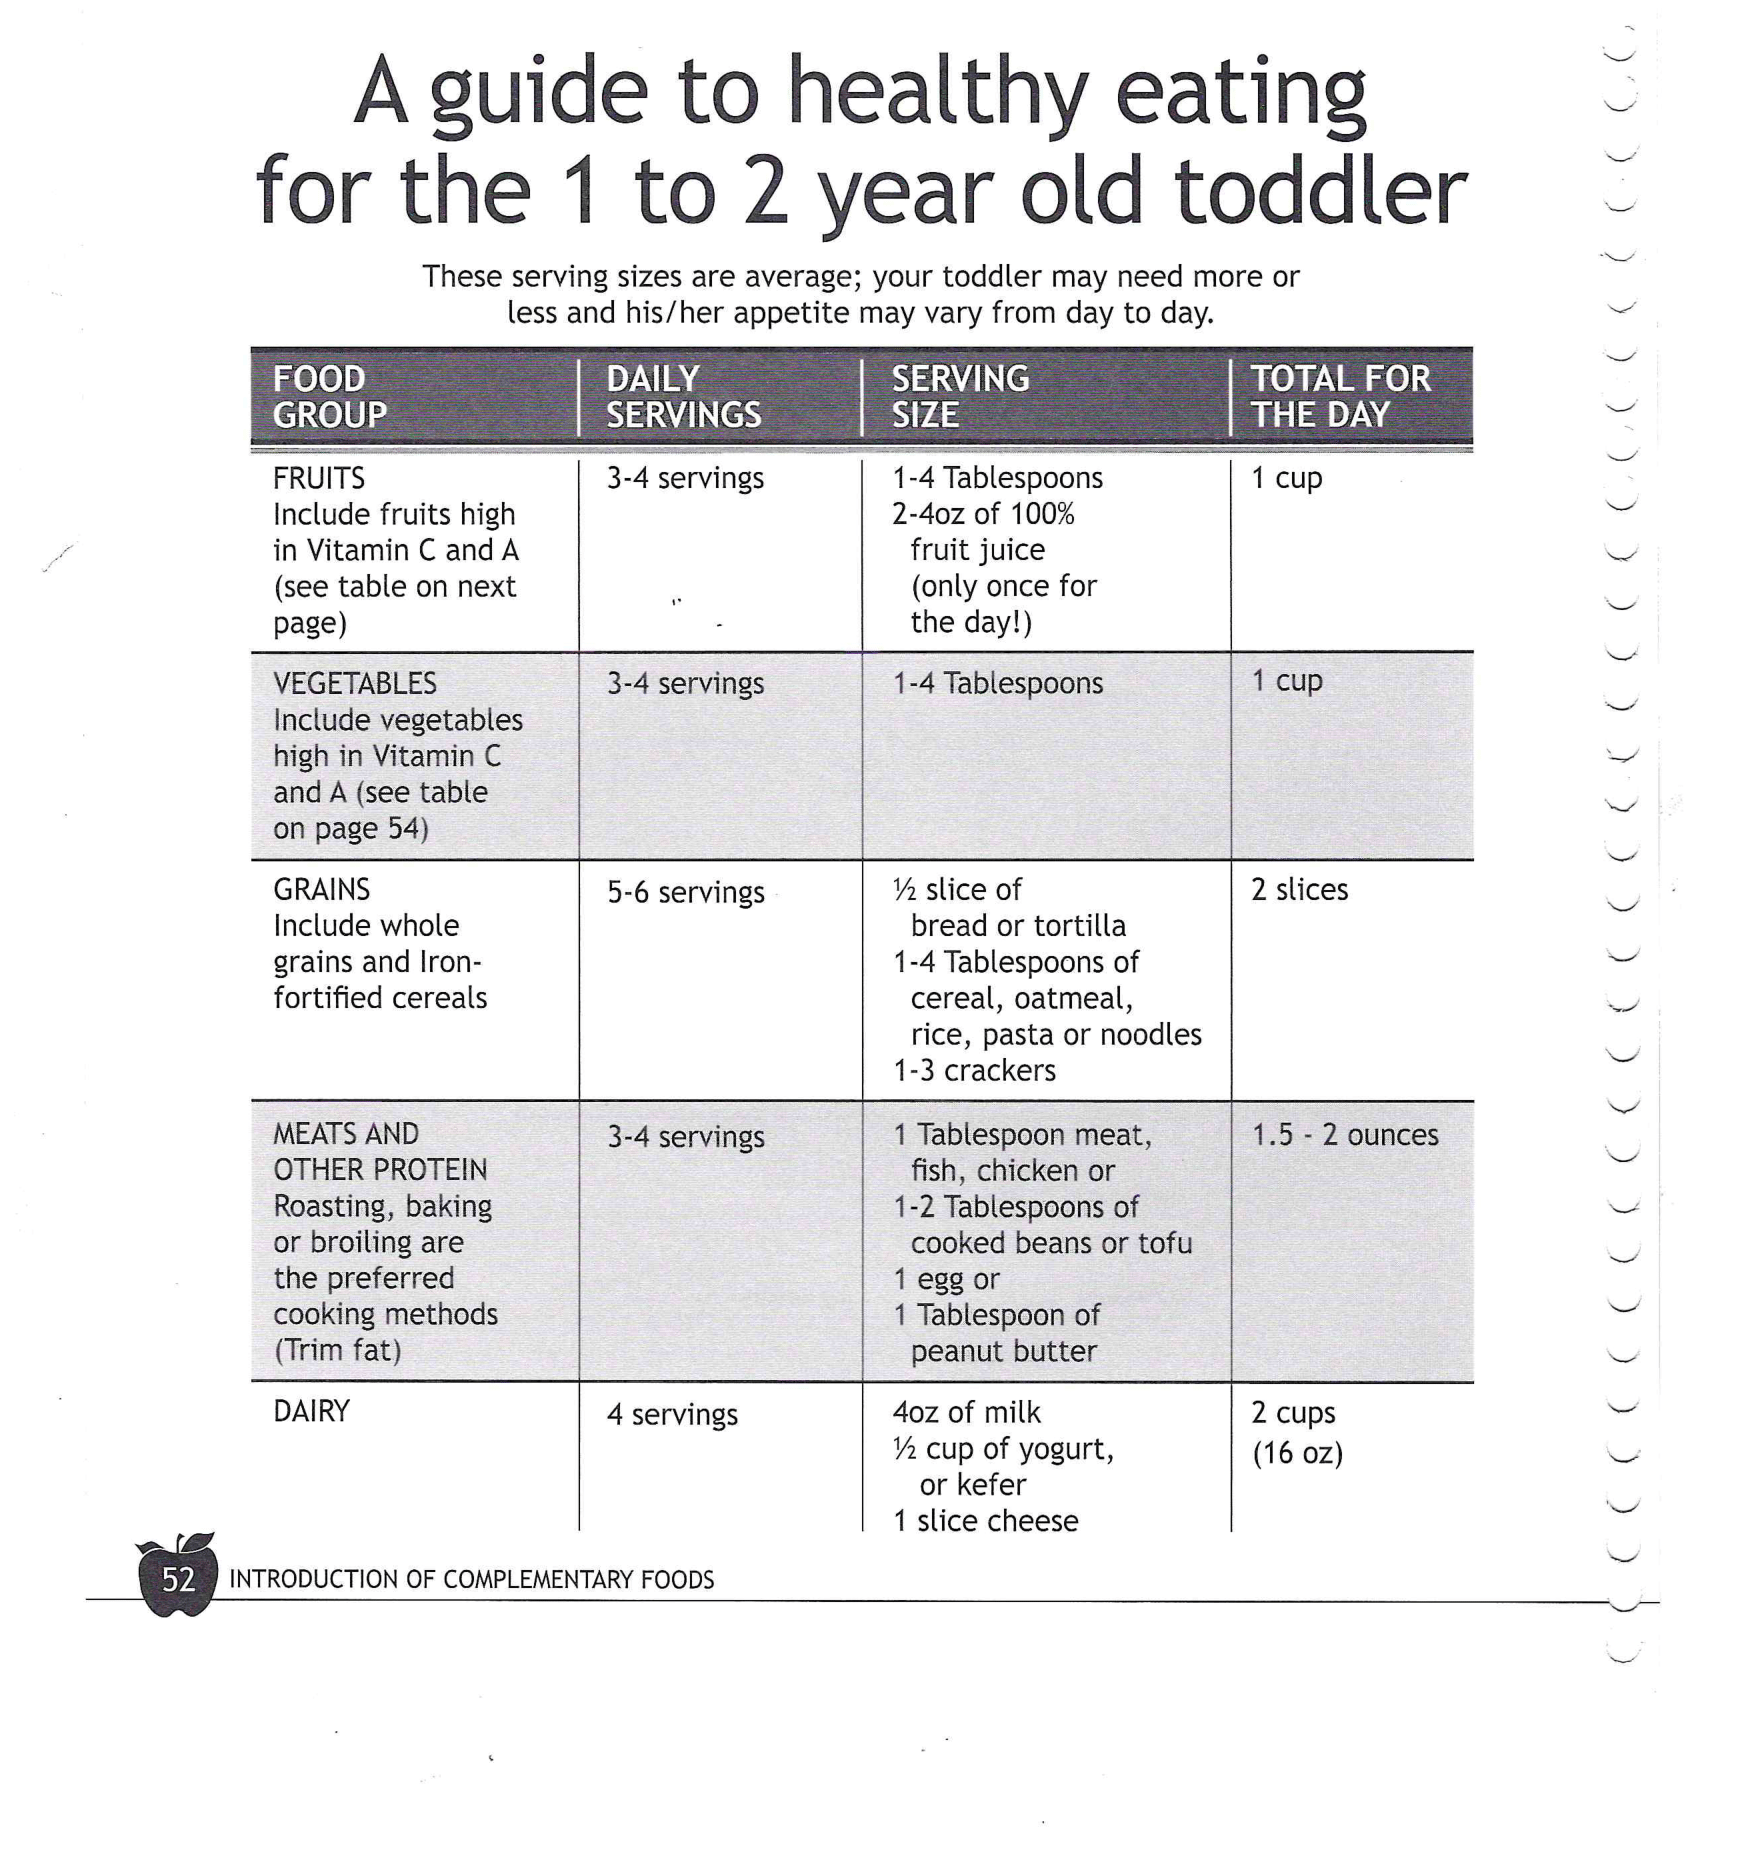 A guide to healthy eating
for the 1 to 2 year old toddler
These serving sizes are average; your toddler may need more or
less and his/her appetite may vary from day to day.
FOOD
GROUP
DAILY
SERVINGS
SERVING
SIZE
TOTAL FOR
THE DAY
FRUITS
Include fruits high
in Vitamin C and A
(see table on next
page)
3-4 servings
1-4 Tablespoons
2-4oz of 100%
fruit juice
(only once for
the day!)
1 cup
VEGETABLES
Include vegetables
high in Vitamin C
and A (see table
on page 54)
3-4 servings
1-4 Tablespoons
1 cup
GRAINS
Include whole
grains and Iron-
fortified cereals
5-6 servings
½ slice of
bread or tortilla
1-4 Tablespoons of
cereal, oatmeal,
rice, pasta or noodles
1-3 crackers
2 slices
MEATS AND
OTHER PROTEIN
Roasting, baking
or broiling are
the preferred
cooking methods
(Trim fat)
3-4 servings
1 Tablespoon meat,
fish, chicken or
1-2 Tablespoons of
cooked beans or tofu
1 egg or
1 Tablespoon of
peanut butter
1.5 - 2 ounces
DAIRY
4 servings
4oz of milk
½ cup of yogurt,
or kefer
1 slice cheese
2 cups
(16 oz)
52 INTRODUCTION OF COMPLEMENTARY FOODS